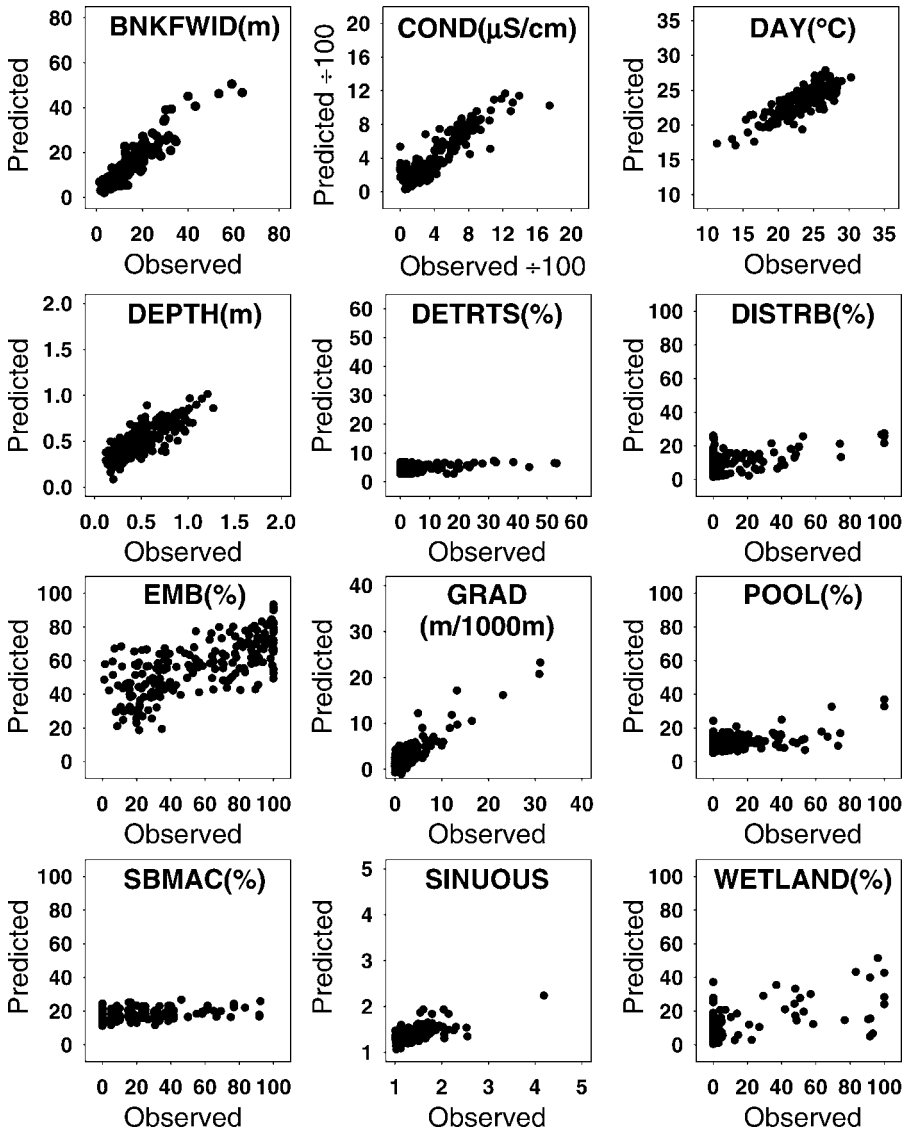 BNKFWID(m)
Predicted
80
60
40
20
0
0 20 40 60 80
Observed
COND(µS/cm)
Predicted ÷100
20
16
12
8
4
0
0 4 8 12 16 20
Observed ÷100
DAY(°C)
Predicted
35
30
25
20
15
10
10 15 20 25 30 35
Observed
DEPTH(m)
Predicted
2.0
1.5
1.0
0.5
0.0
0.0 0.5 1.0 1.5 2.0
Observed
DETRTS(%)
Predicted
60
50
40
30
20
10
0
0 10 20 30 40 50 60
Observed
DISTRB(%)
Predicted
100
80
60
40
20
0
0 20 40 60 80 100
Observed
EMB(%)
Predicted
100
80
60
40
20
0
0 20 40 60 80 100
Observed
GRAD
(m/1000m)
Predicted
40
30
20
10
0
0 10 20 30 40
Observed
POOL(%)
Predicted
100
80
60
40
20
0
0 20 40 60 80 100
Observed
SBMAC(%)
Predicted
100
80
60
40
20
0
0 20 40 60 80 100
Observed
SINUOUS
Predicted
5
4
3
2
1
1 2 3 4 5
Observed
WETLAND(%)
Predicted
100
80
60
40
20
0
0 20 40 60 80 100
Observed